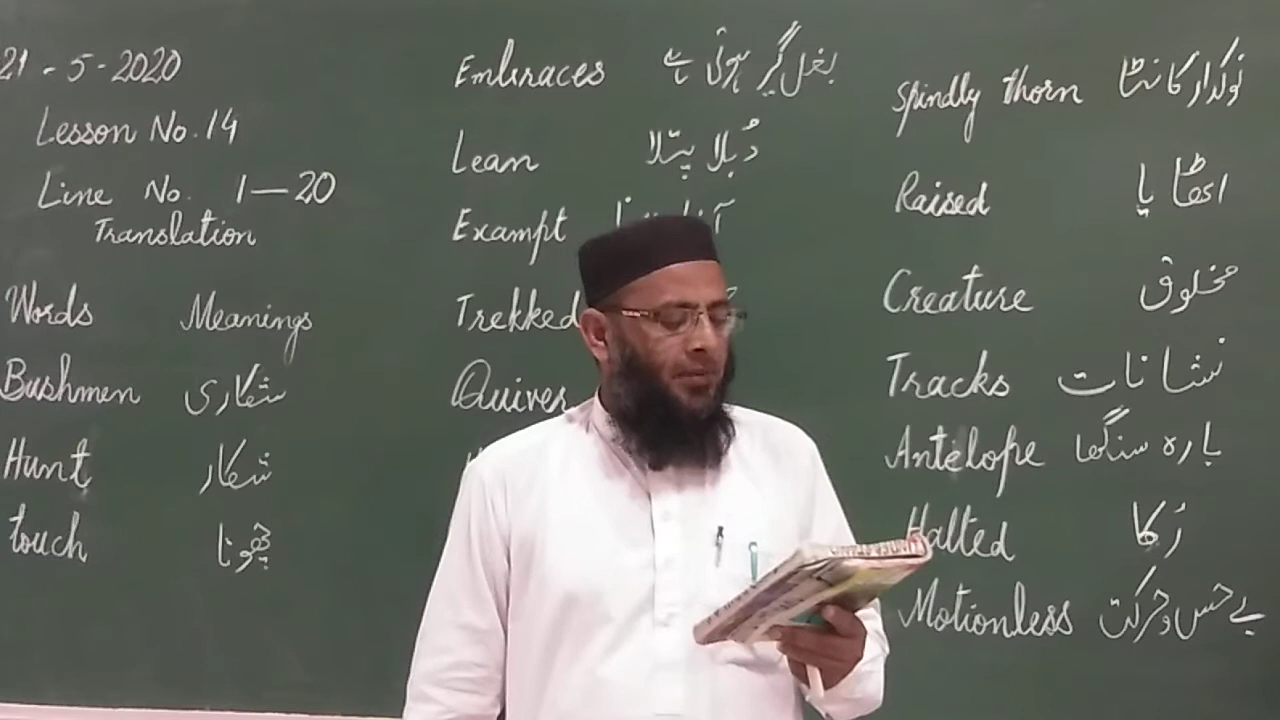 21-5-2020
Lesson No. 14
Line No. 1—20
Translation
Words Meanings
Bushmen شکاری
Hunt شکار
touch چھونا
Embraces بغل گیر ہوتی ہے
Lean دُبلا پتلا
Exampt
Trekked
Quiver
Spindly thorn نوکدار کانٹا
Raised اٹھایا
Creature مخلوق
Tracks نشانات
Antelope بارہ سنگھا
Halted رُکا
Motionless بے حس و حرکت